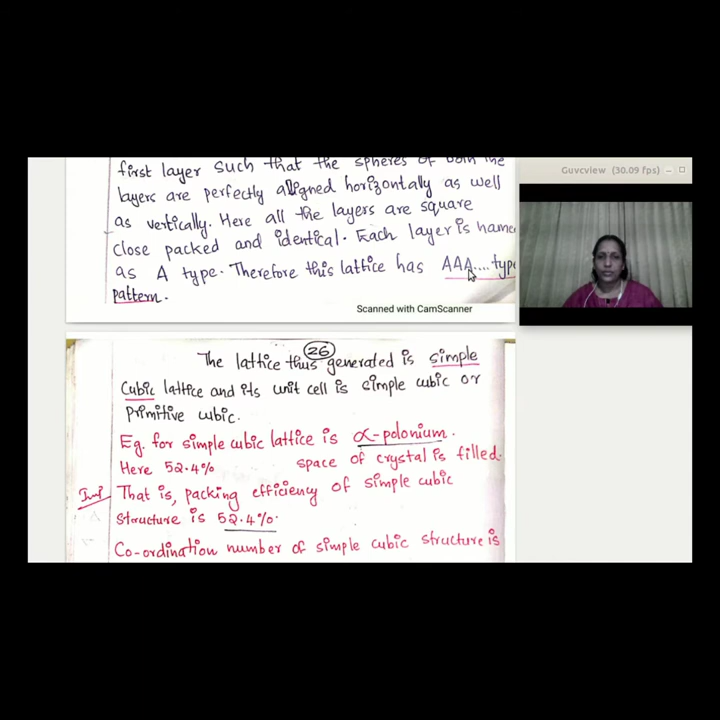 first layer such that the spheres of both the
layers are perfectly aligned horizontally as well
as vertically. Here all the layers are square
close packed and identical. Each layer is name
as A type. Therefore this lattice has AAA.... type
pattern.
Scanned with CamScanner
Guvcview (30.09 fps)
26
The lattice thus generated is simple
Cubic lattice and its unit cell is simple cubic or
Primitive cubic.
Eg. for simple cubic lattice is α-polonium.
Here 52.4% space of crystal is filled.
Imp That is, packing efficiency of simple cubic
structure is 52.4%.
Co-ordination number of simple cubic structure is